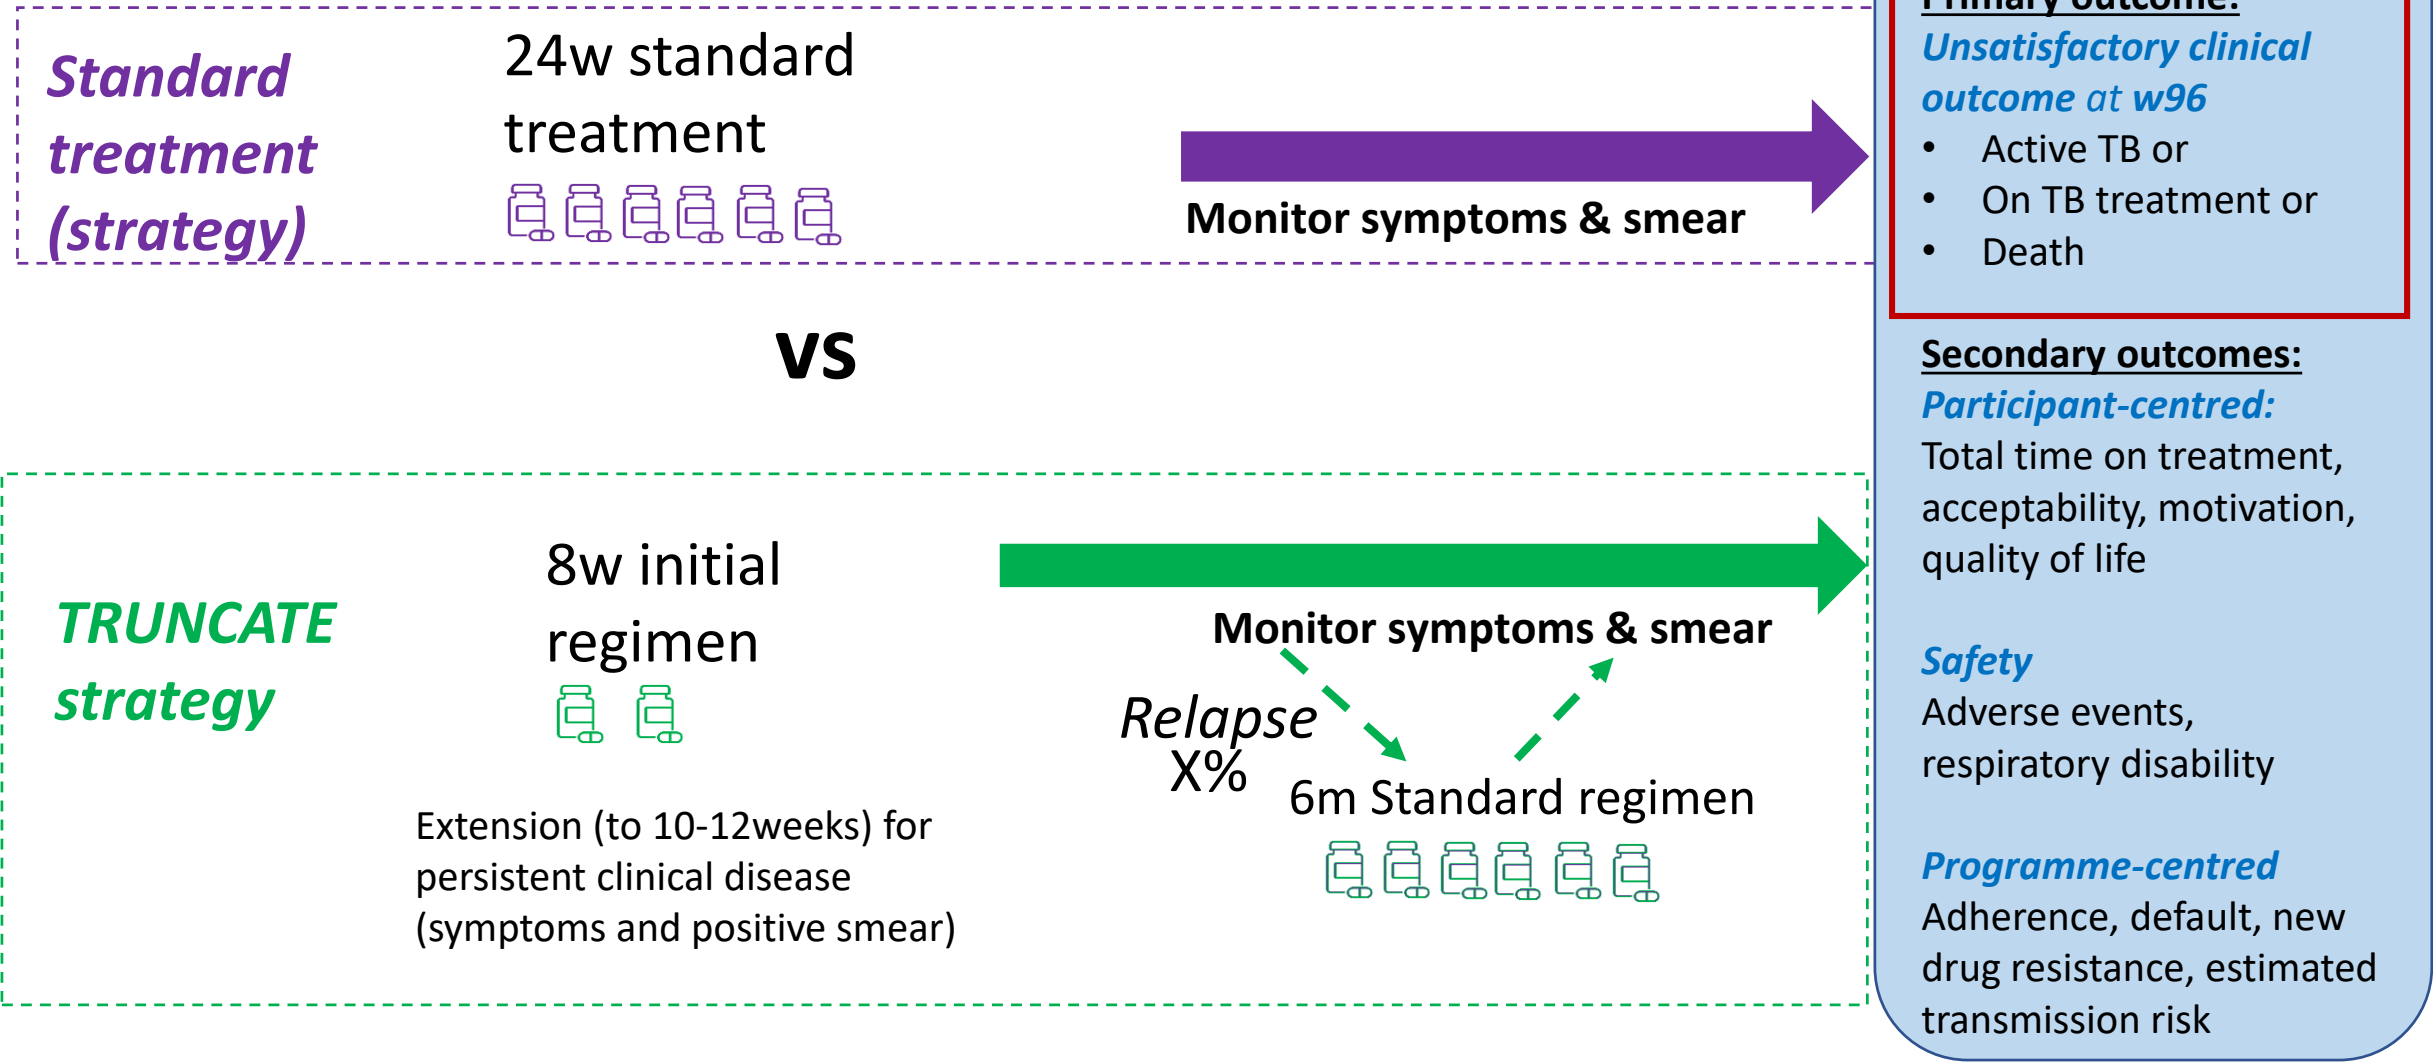 Standard
treatment
(strategy)
24w standard
treatment
Monitor symptoms & smear
vs
TRUNCATE
strategy
8w initial
regimen
Extension (to 10-12weeks) for
persistent clinical disease
(symptoms and positive smear)
Monitor symptoms & smear
Relapse
X%
6m Standard regimen
Primary outcome:
Unsatisfactory clinical
outcome at w96
• Active TB or
• On TB treatment or
• Death
Secondary outcomes:
Participant-centred:
Total time on treatment,
acceptability, motivation,
quality of life
Safety
Adverse events,
respiratory disability
Programme-centred
Adherence, default, new
drug resistance, estimated
transmission risk